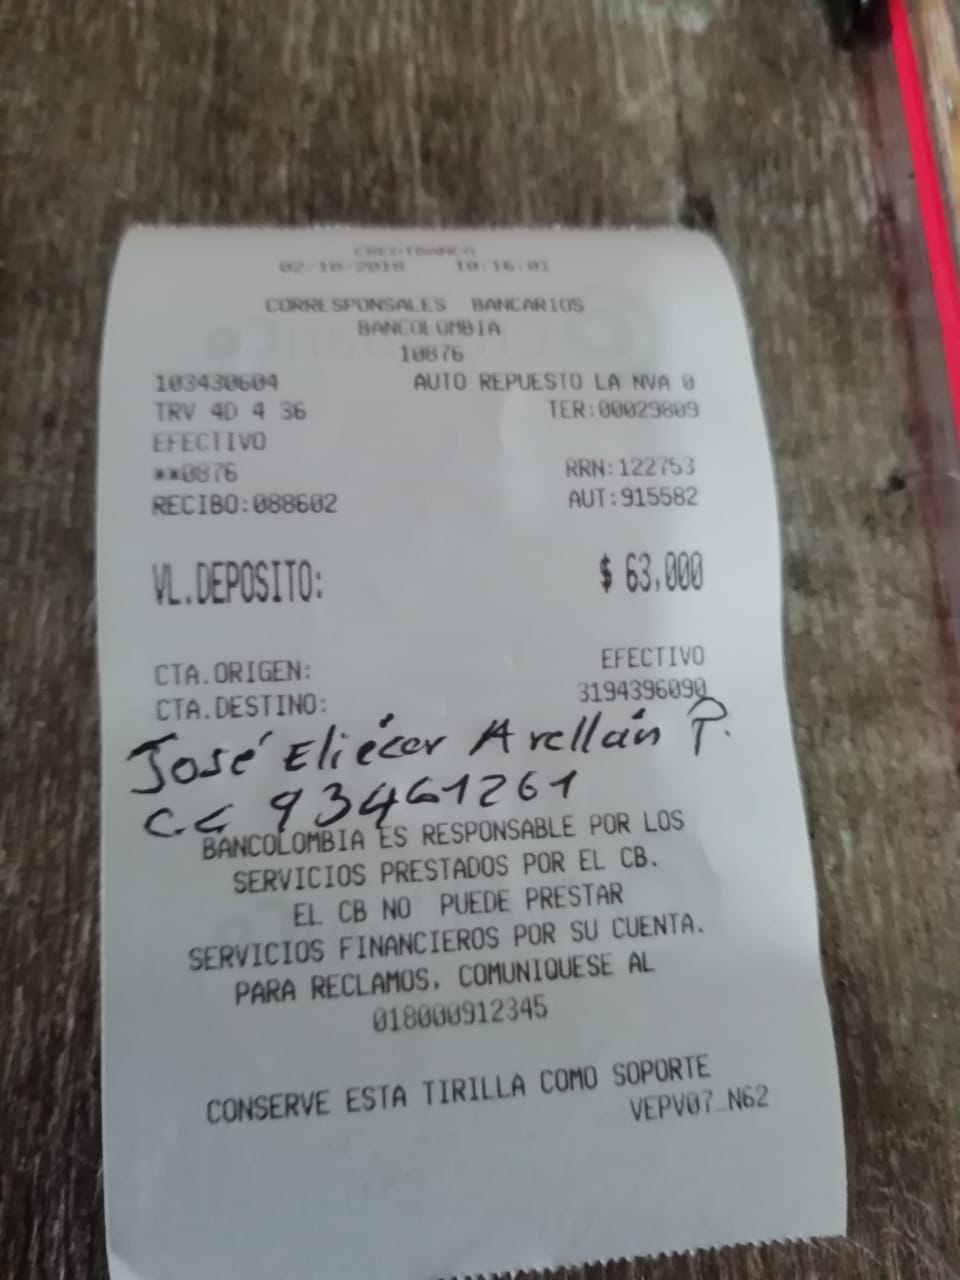 CREDIBANCO
02-10-2018 10:16:01
CORRESPONSALES BANCARIOS
BANCOLOMBIA
10876
103430604 AUTO REPUESTO LA NVA 0
TRV 4D 4 36 TER:00029809
EFECTIVO
**0876 RRN:122753
RECIBO:088602 AUT:915582
VL.DEPOSITO: $ 63,000
CTA.ORIGEN: EFECTIVO
CTA.DESTINO: 3194396090
José Eliécer Arellán P.
C.C 93461261
BANCOLOMBIA ES RESPONSABLE POR LOS
SERVICIOS PRESTADOS POR EL CB.
EL CB NO PUEDE PRESTAR
SERVICIOS FINANCIEROS POR SU CUENTA.
PARA RECLAMOS, COMUNIQUESE AL
018000912345
CONSERVE ESTA TIRILLA COMO SOPORTE
VEPV07_N62